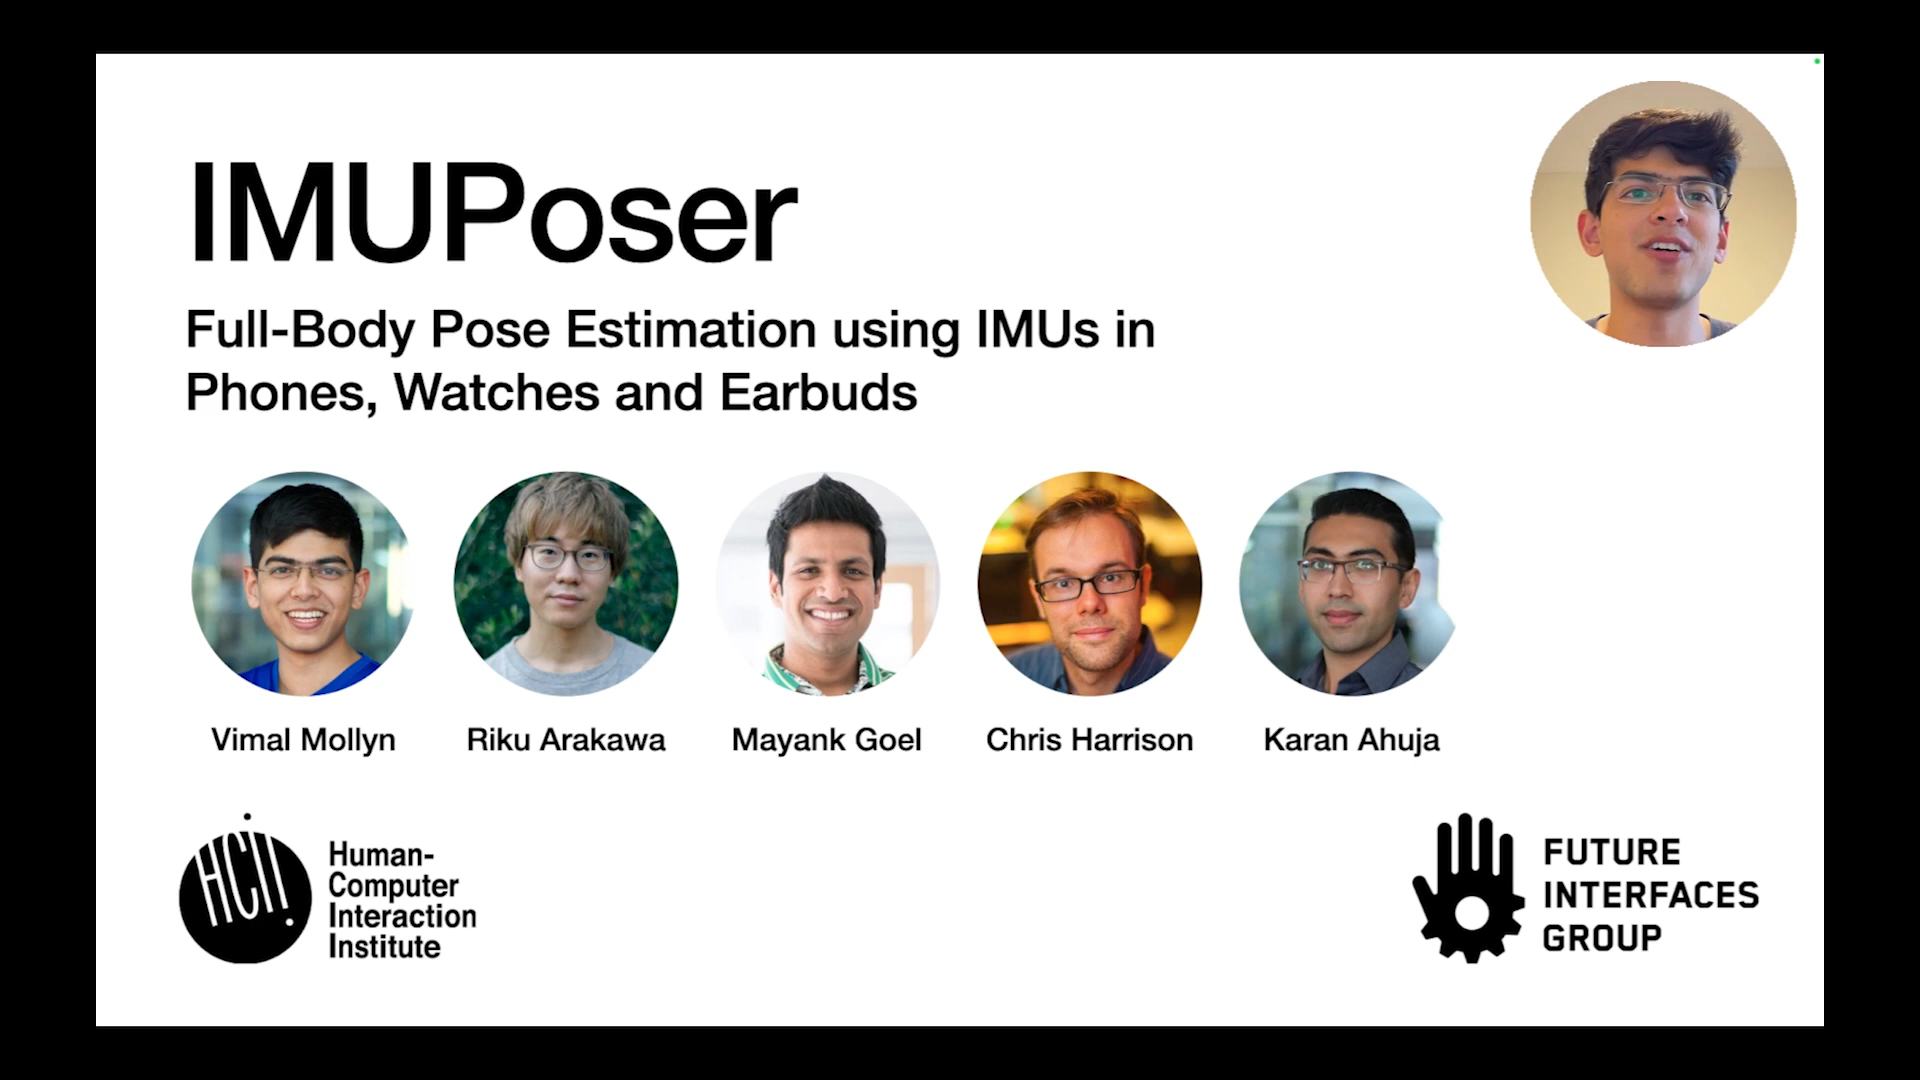 IMUPoser
Full-Body Pose Estimation using IMUs in
Phones, Watches and Earbuds
Vimal Mollyn
Riku Arakawa
Mayank Goel
Chris Harrison
Karan Ahuja
HCII
Human-
Computer
Interaction
Institute
FUTURE
INTERFACES
GROUP